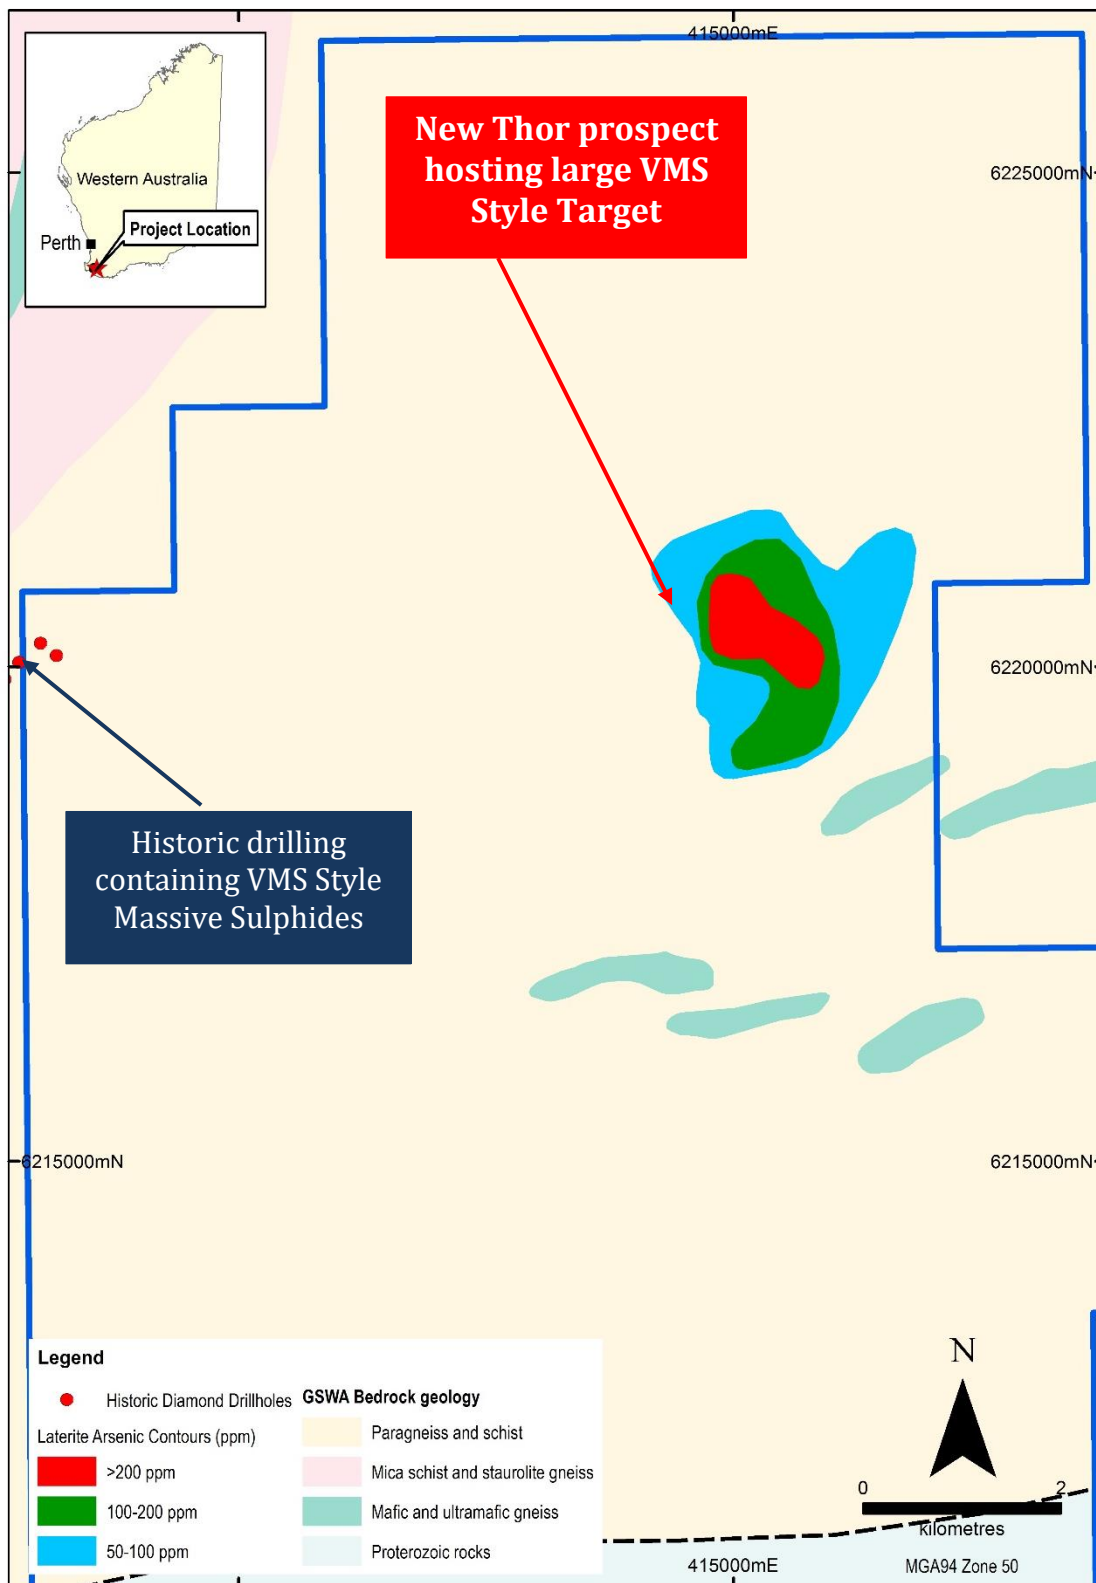 415000mE
New Thor prospect
hosting large VMS
Style Target
6225000mN
Western Australia
Project Location
Perth
6220000mN
Historic drilling
containing VMS Style
Massive Sulphides
6215000mN
6215000mN
Legend
Historic Diamond Drillholes
Laterite Arsenic Contours (ppm)
>200 ppm
100-200 ppm
50-100 ppm
GSWA Bedrock geology
Paragneiss and schist
Mica schist and staurolite gneiss
Mafic and ultramafic gneiss
Proterozoic rocks
N
0 2
kilometres
415000mE
MGA94 Zone 50